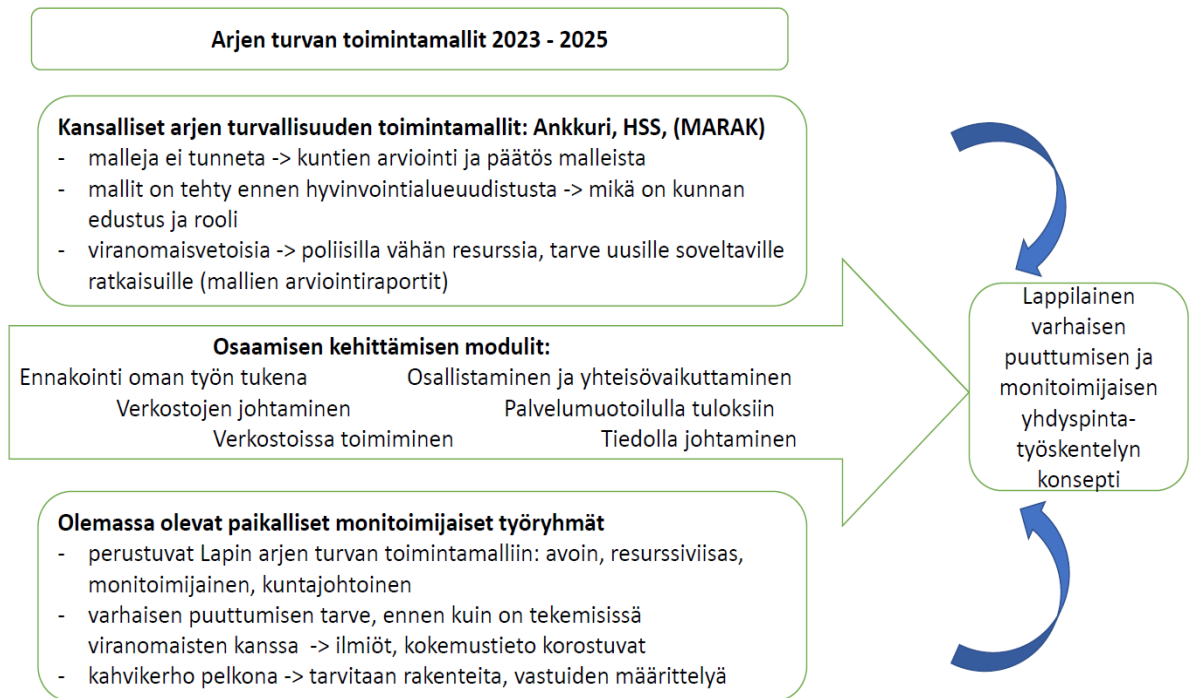 Arjen turvan toimintamallit 2023 - 2025
Kansalliset arjen turvallisuuden toimintamallit: Ankkuri, HSS, (MARAK)
- malleja ei tunneta -> kuntien arviointi ja päätös malleista
- mallit on tehty ennen hyvinvointialueuudistusta -> mikä on kunnan
edustus ja rooli
- viranomaisvetoisia -> poliisilla vähän resurssia, tarve uusille soveltaville
ratkaisuille (mallien arviointiraportit)
Osaamisen kehittämisen modulit:
Ennakointi oman työn tukena Osallistaminen ja yhteisövaikuttaminen
Verkostojen johtaminen Palvelumuotoilulla tuloksiin
Verkostoissa toimiminen Tiedolla johtaminen
Olemassa olevat paikalliset monitoimijaiset työryhmät
- perustuvat Lapin arjen turvan toimintamalliin: avoin, resurssiviisas,
monitoimijainen, kuntajohtoinen
- varhaisen puuttumisen tarve, ennen kuin on tekemisissä
viranomaisten kanssa -> ilmiöt, kokemustieto korostuvat
- kahvikerho pelkona -> tarvitaan rakenteita, vastuiden määrittelyä
Lappilainen
varhaisen
puuttumisen ja
monitoimijaisen
yhdyspinta-
työskentelyn
konsepti